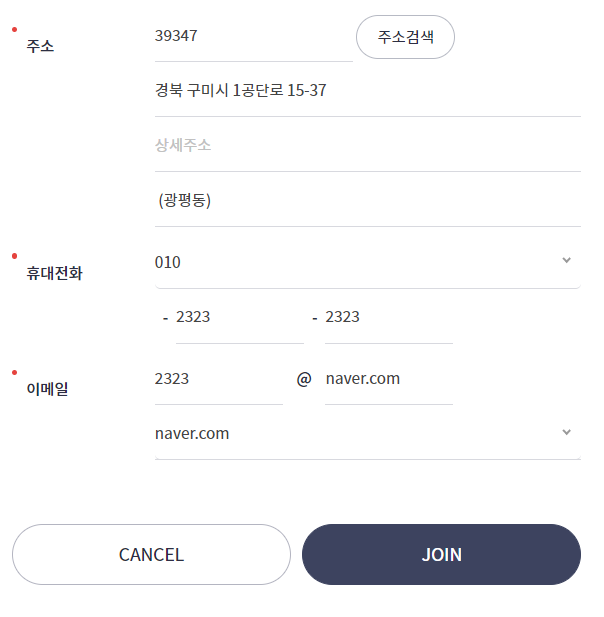 주소 39347 주소검색
경북 구미시 1공단로 15-37
상세주소
(광평동)
휴대전화 010
- 2323 - 2323
이메일 2323 @ naver.com
naver.com
CANCEL JOIN